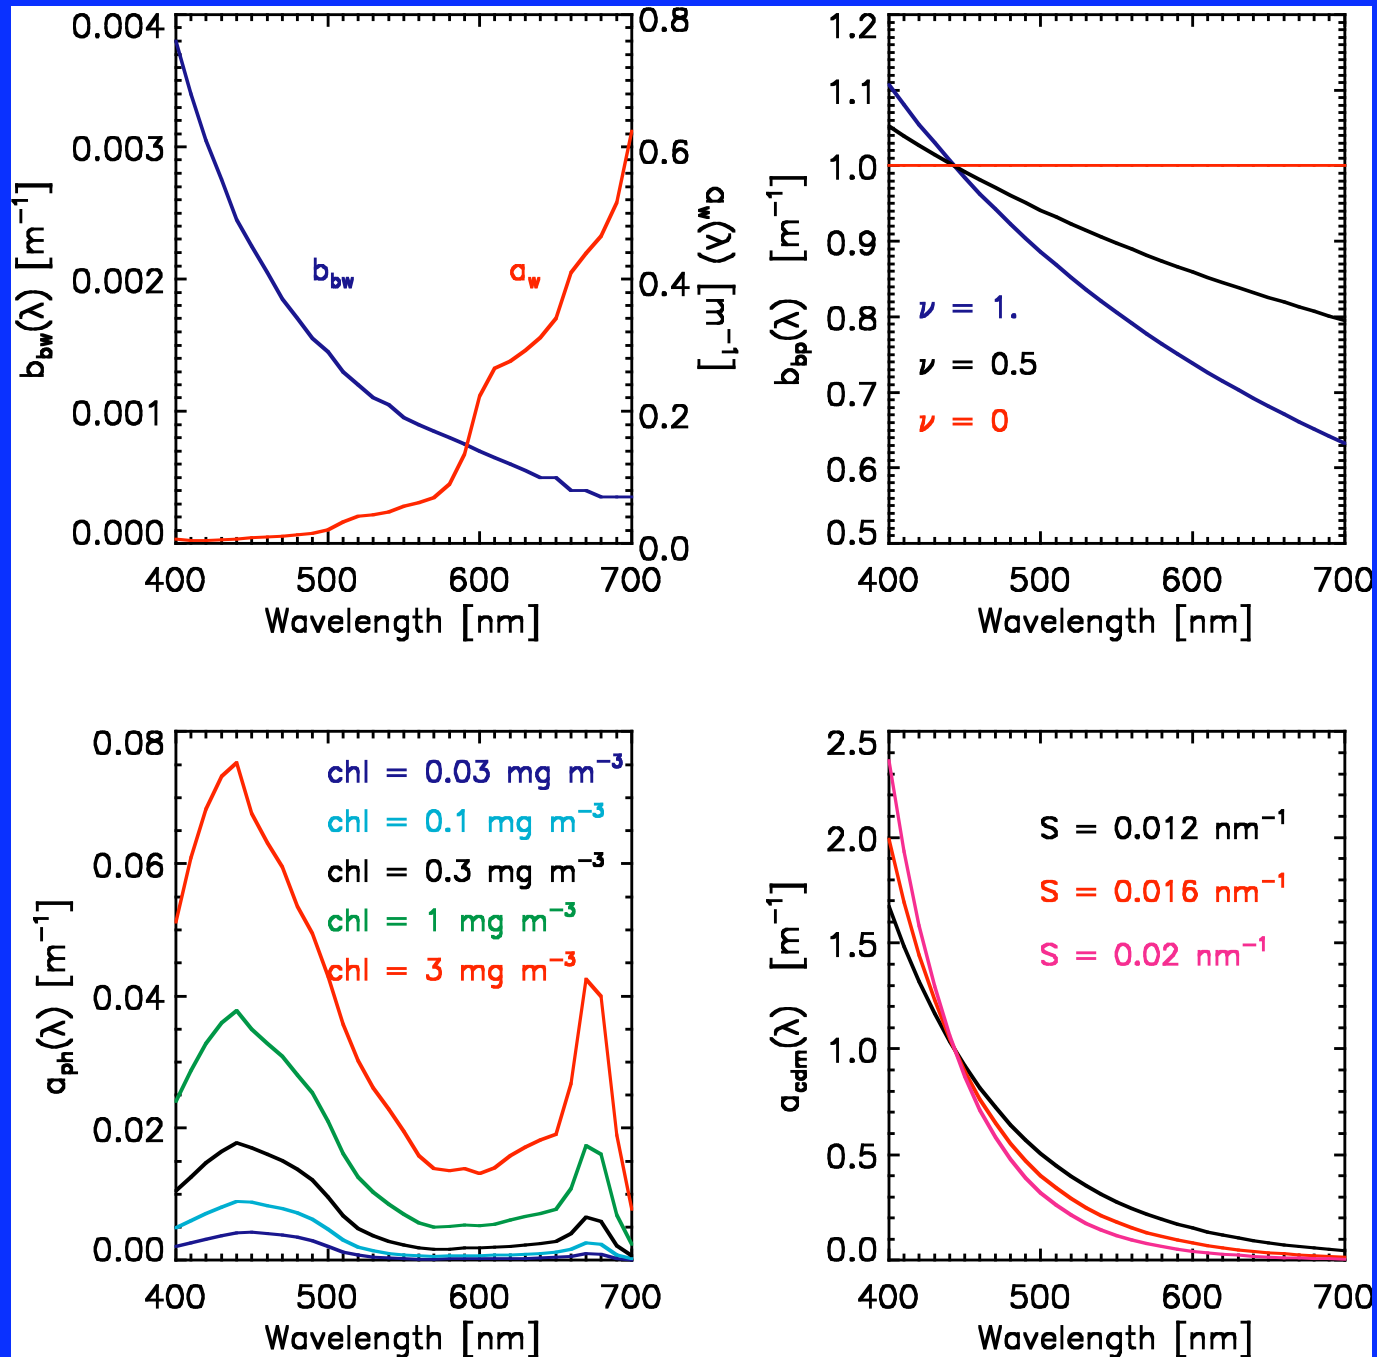 0.004
0.003
0.002
0.001
0.000
b_bw(λ) [m⁻¹]
0.8
0.6
0.4
0.2
0.0
a_w(λ) [m⁻¹]
b_bw
a_w
400 500 600 700
Wavelength [nm]
1.2
1.1
1.0
0.9
0.8
0.7
0.6
0.5
b_bp(λ) [m⁻¹]
ν = 1.
ν = 0.5
ν = 0
400 500 600 700
Wavelength [nm]
0.08
0.06
0.04
0.02
0.00
a_ph(λ) [m⁻¹]
chl = 0.03 mg m⁻³
chl = 0.1 mg m⁻³
chl = 0.3 mg m⁻³
chl = 1 mg m⁻³
chl = 3 mg m⁻³
400 500 600 700
Wavelength [nm]
2.5
2.0
1.5
1.0
0.5
0.0
a_cdm(λ) [m⁻¹]
S = 0.012 nm⁻¹
S = 0.016 nm⁻¹
S = 0.02 nm⁻¹
400 500 600 700
Wavelength [nm]